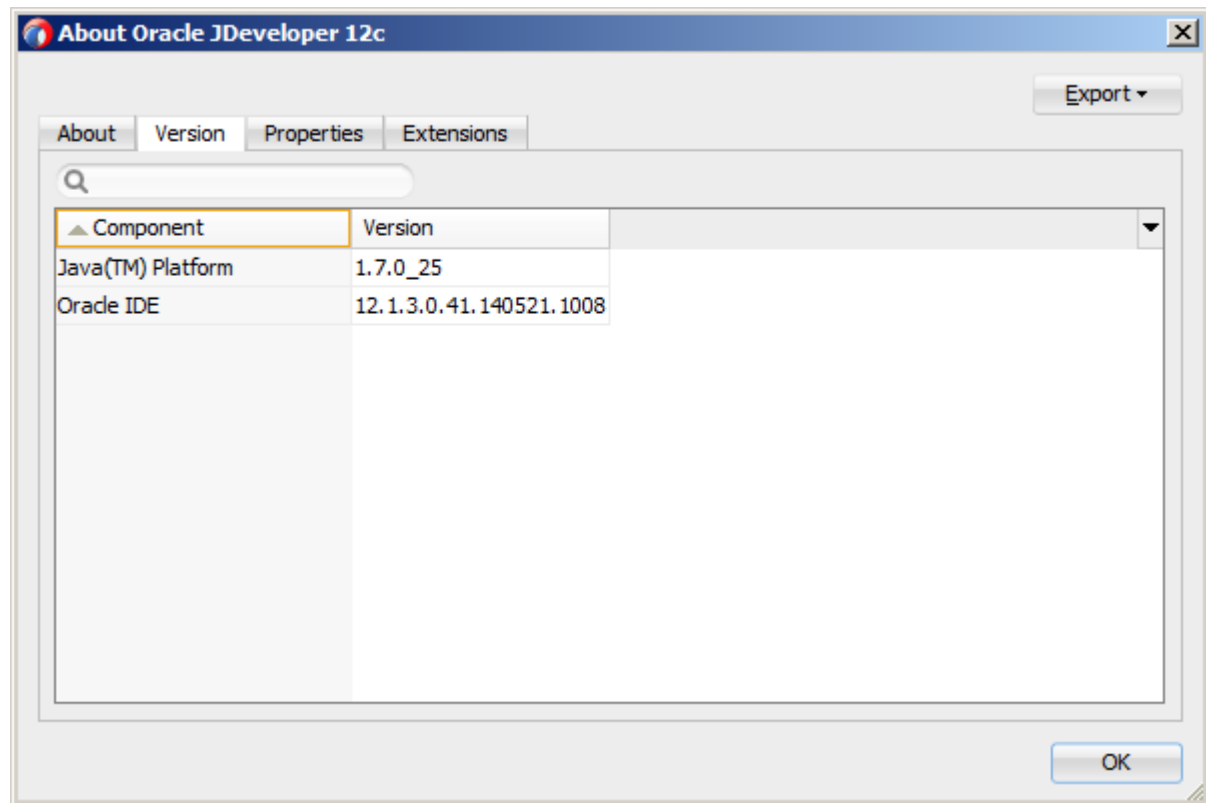 About Oracle JDeveloper 12c
Export
About Version Properties Extensions
Component Version
Java(TM) Platform 1.7.0_25
Oracle IDE 12.1.3.0.41.140521.1008
OK